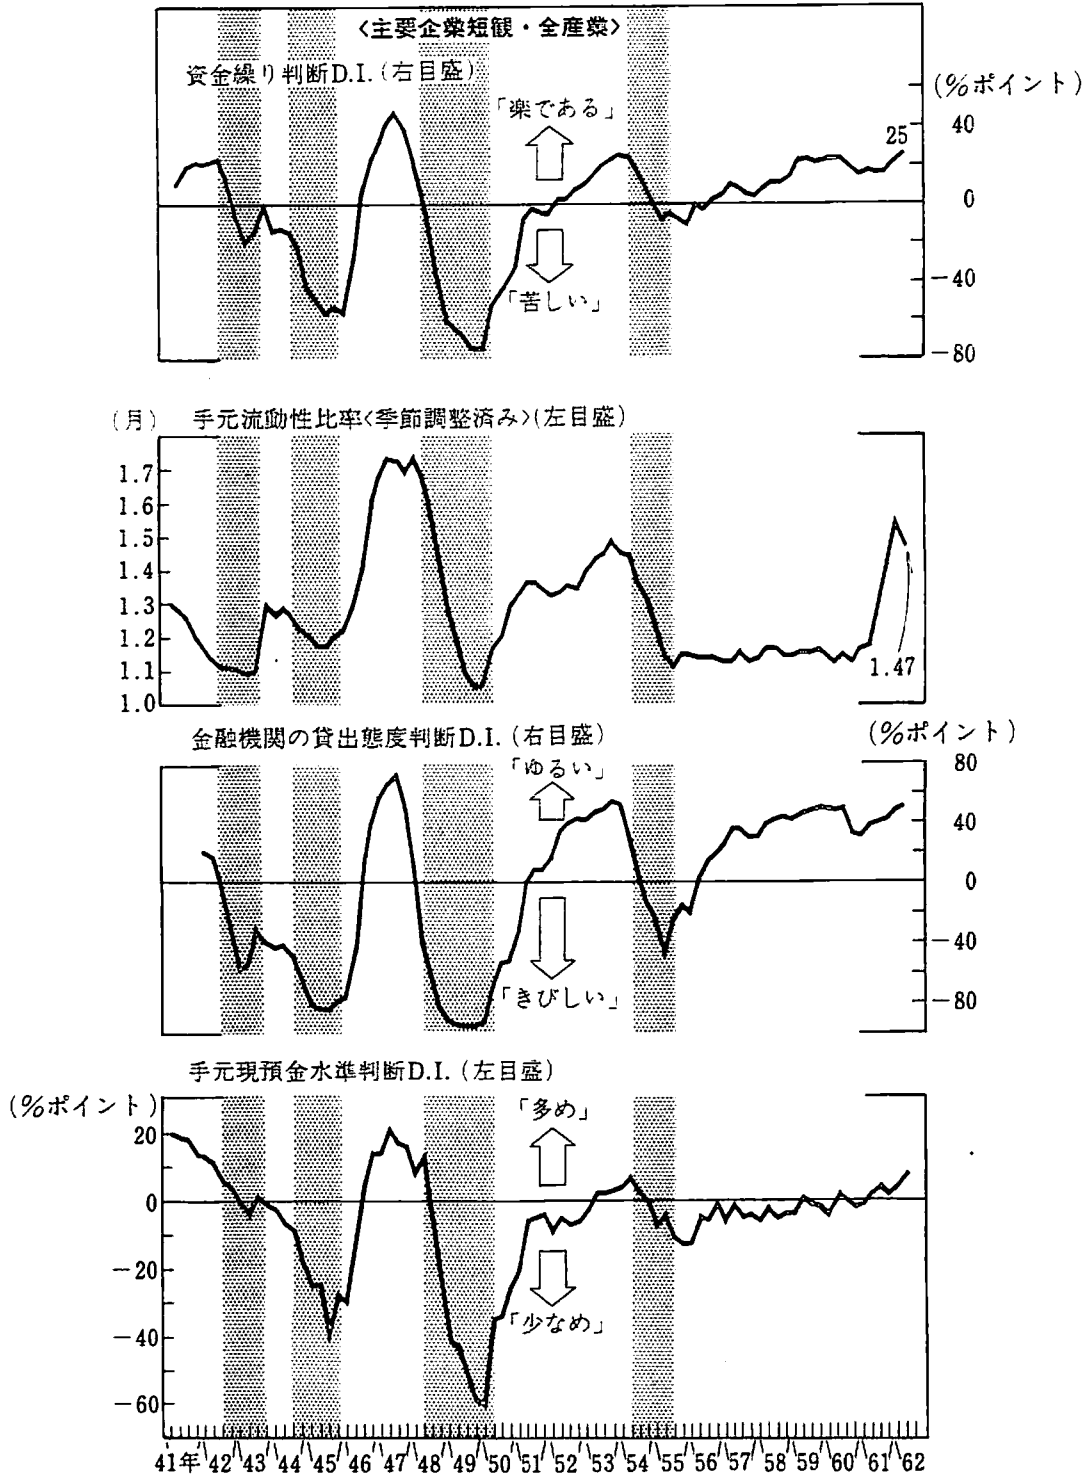 〈主要企業短観・全産業〉
資金繰り判断D.I.(右目盛)
(%ポイント)
「楽である」
25
40
0
-40
「苦しい」
-80
(月) 手元流動性比率〈季節調整済み〉(左目盛)
1.7
1.6
1.5
1.4
1.3
1.2
1.1
1.0
1.47
金融機関の貸出態度判断D.I.(右目盛)
(%ポイント)
「ゆるい」
80
40
0
-40
「きびしい」
-80
手元現預金水準判断D.I.(左目盛)
(%ポイント)
「多め」
20
0
-20
「少なめ」
-40
-60
41年 42 43 44 45 46 47 48 49 50 51 52 53 54 55 56 57 58 59 60 61 62